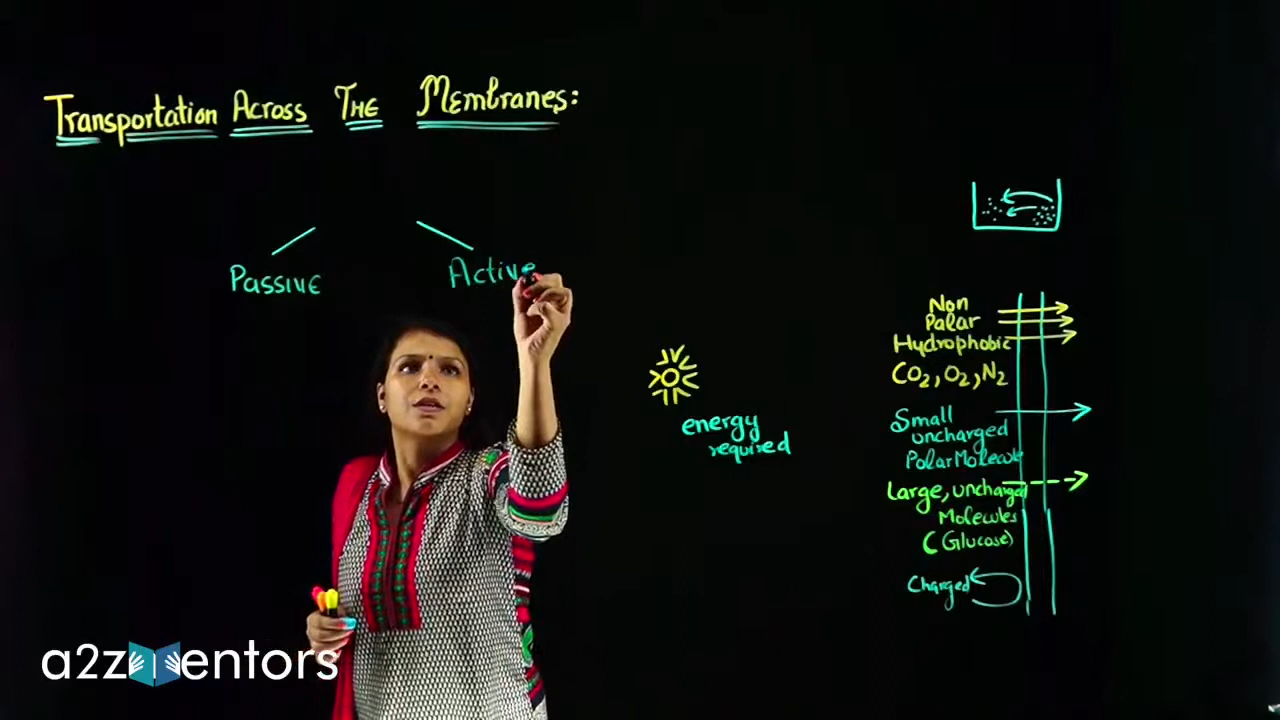 Transportation Across The Membranes:
Passive
Active
energy
required
Non
Palar
Hydrophobic
CO2, O2, N2
Small
uncharged
Polar Molecule
Large, uncharged
Molecules
(Glucose)
Charged
a2zmentors